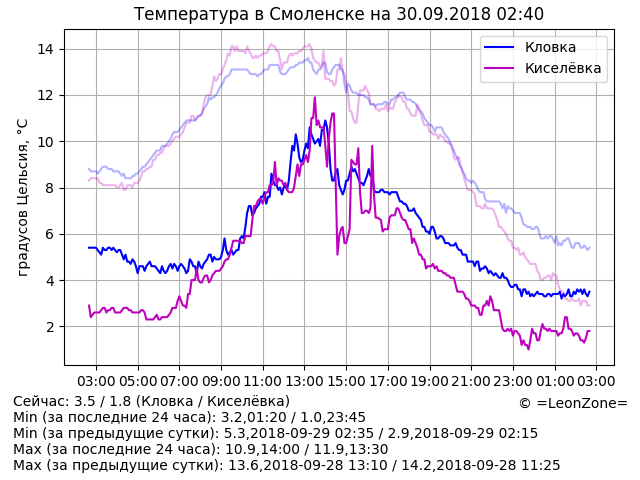 Температура в Смоленске на 30.09.2018 02:40
Кловка
Киселёвка
градусов Цельсия, °C
14
12
10
8
6
4
2
03:00 05:00 07:00 09:00 11:00 13:00 15:00 17:00 19:00 21:00 23:00 01:00 03:00
Сейчас: 3.5 / 1.8 (Кловка / Киселёвка)
© =LeonZone=
Min (за последние 24 часа): 3.2,01:20 / 1.0,23:45
Min (за предыдущие сутки): 5.3,2018-09-29 02:35 / 2.9,2018-09-29 02:15
Max (за последние 24 часа): 10.9,14:00 / 11.9,13:30
Max (за предыдущие сутки): 13.6,2018-09-28 13:10 / 14.2,2018-09-28 11:25